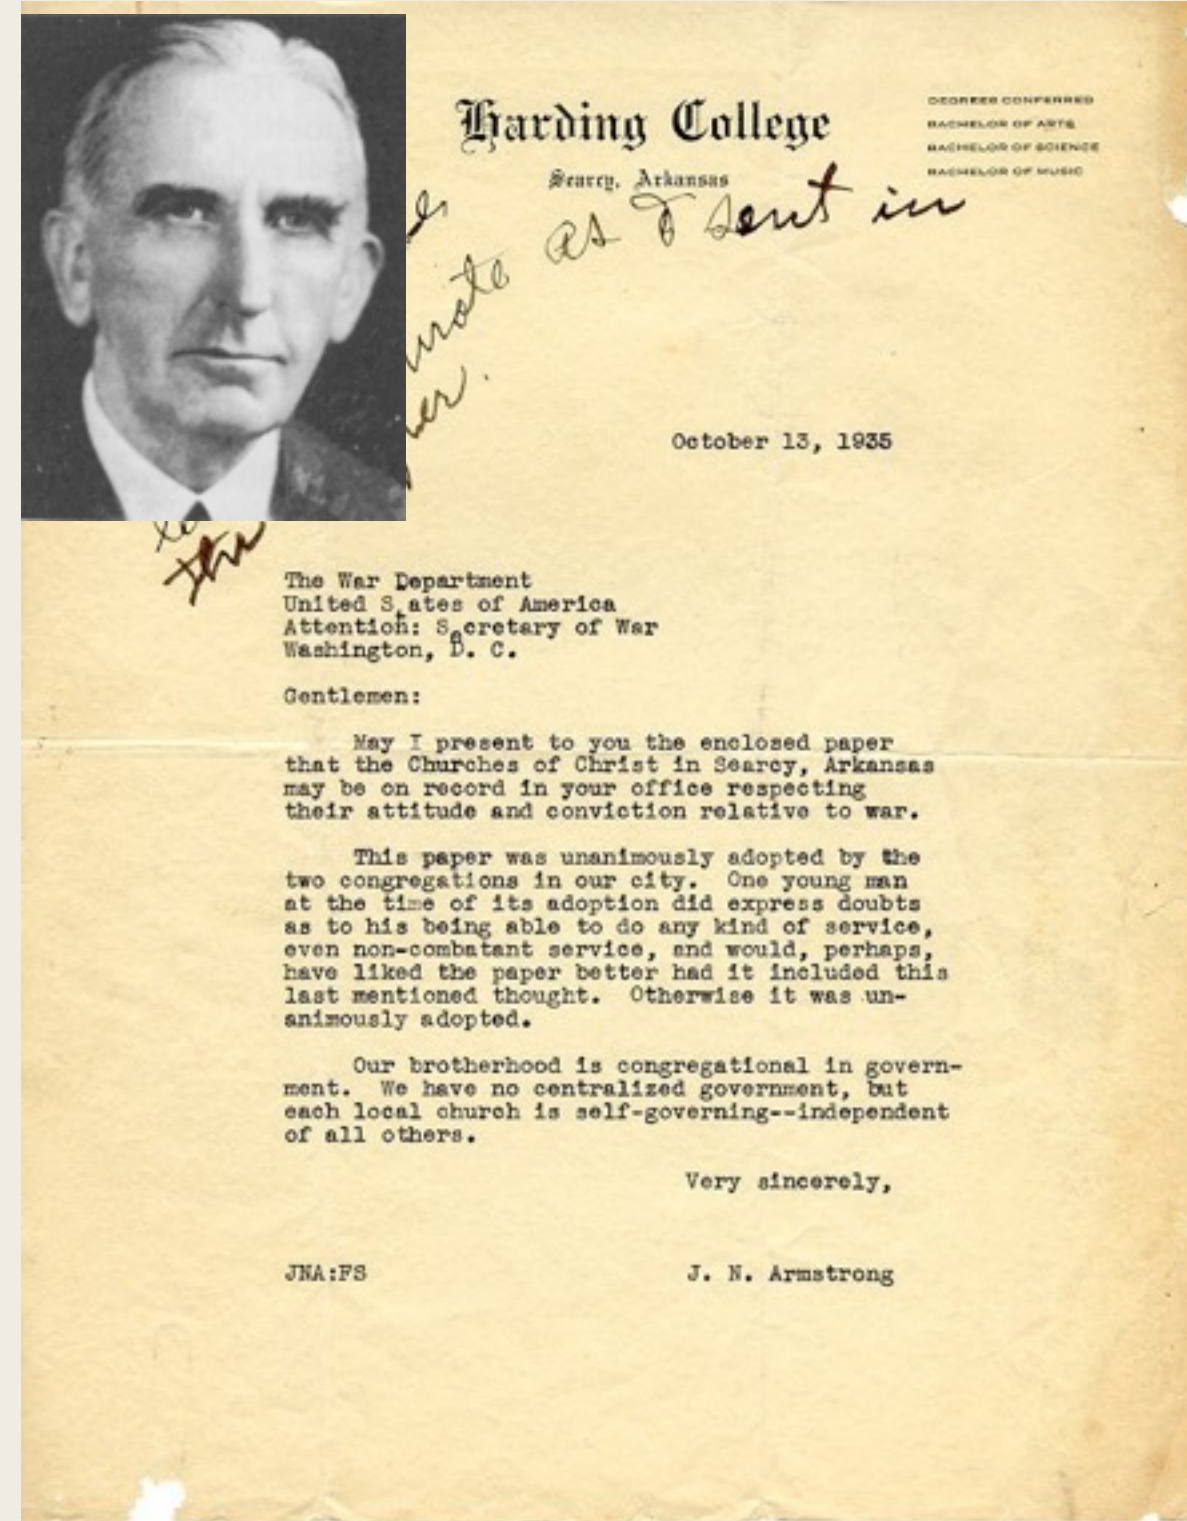 Harding College
Searcy, Arkansas
DEGREES CONFERRED
BACHELOR OF ARTS
BACHELOR OF SCIENCE
BACHELOR OF MUSIC
wrote as I sent in
October 13, 1935
The War Department
United States of America
Attention: Secretary of War
Washington, D. C.
Gentlemen:
May I present to you the enclosed paper
that the Churches of Christ in Searcy, Arkansas
may be on record in your office respecting
their attitude and conviction relative to war.
This paper was unanimously adopted by the
two congregations in our city. One young man
at the time of its adoption did express doubts
as to his being able to do any kind of service,
even non-combatant service, and would, perhaps,
have liked the paper better had it included this
last mentioned thought. Otherwise it was un-
animously adopted.
Our brotherhood is congregational in govern-
ment. We have no centralized government, but
each local church is self-governing--independent
of all others.
Very sincerely,
JNA:FS
J. N. Armstrong